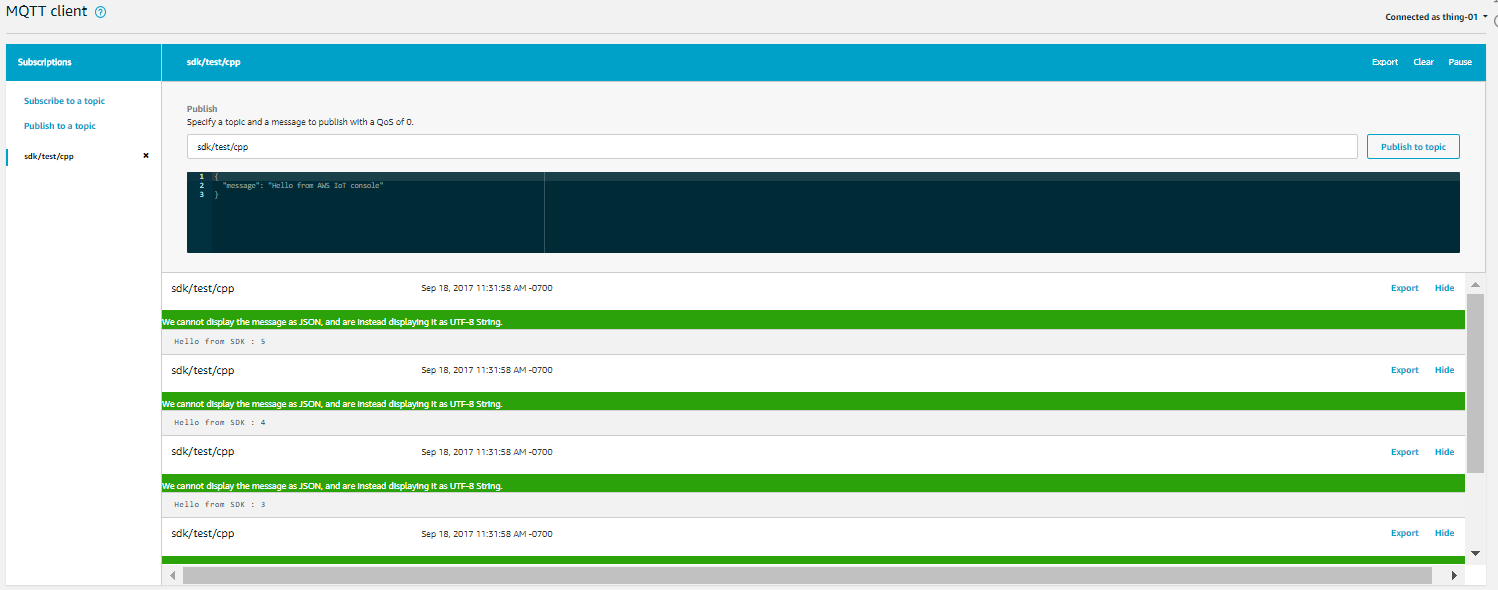 MQTT client ?
Connected as thing-01
Subscriptions
sdk/test/cpp
Export Clear Pause
Subscribe to a topic
Publish to a topic
sdk/test/cpp
Publish
Specify a topic and a message to publish with a QoS of 0.
sdk/test/cpp
Publish to topic
1 {
2 "message": "Hello from AWS IoT console"
3 }
sdk/test/cpp Sep 18, 2017 11:31:58 AM -0700 Export Hide
We cannot display the message as JSON, and are instead displaying it as UTF-8 String.
Hello from SDK : 5
sdk/test/cpp Sep 18, 2017 11:31:58 AM -0700 Export Hide
We cannot display the message as JSON, and are instead displaying it as UTF-8 String.
Hello from SDK : 4
sdk/test/cpp Sep 18, 2017 11:31:58 AM -0700 Export Hide
We cannot display the message as JSON, and are instead displaying it as UTF-8 String.
Hello from SDK : 3
sdk/test/cpp Sep 18, 2017 11:31:58 AM -0700 Export Hide